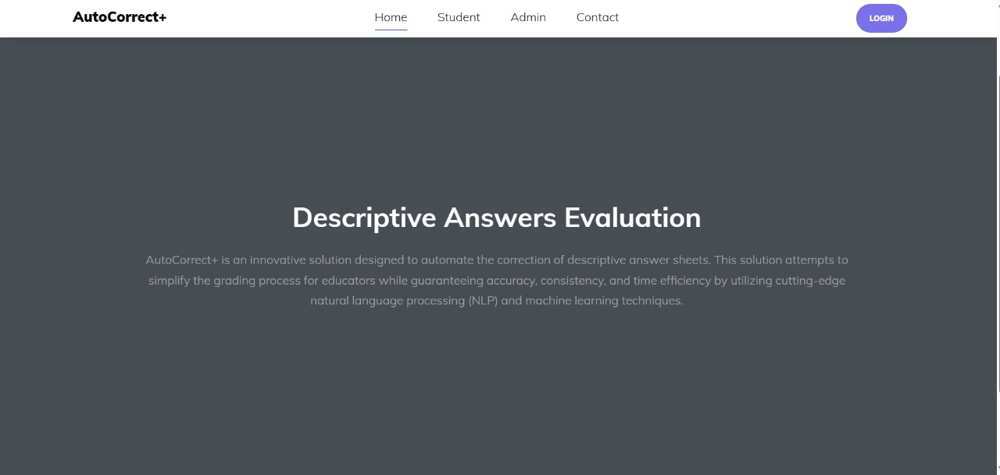 AutoCorrect+
Home Student Admin Contact
LOGIN
Descriptive Answers Evaluation
AutoCorrect+ is an innovative solution designed to automate the correction of descriptive answer sheets. This solution attempts to
simplify the grading process for educators while guaranteeing accuracy, consistency, and time efficiency by utilizing cutting-edge
natural language processing (NLP) and machine learning techniques.